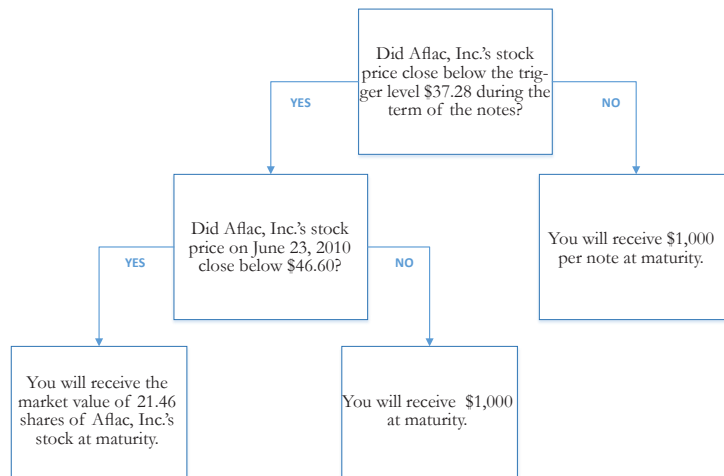 Did Aflac, Inc.'s stock
price close below the trig-
ger level $37.28 during the
term of the notes?
YES
NO
Did Aflac, Inc.'s stock
price on June 23, 2010
close below $46.60?
You will receive $1,000
per note at maturity.
YES
NO
You will receive the
market value of 21.46
shares of Aflac, Inc.'s
stock at maturity.
You will receive $1,000
at maturity.